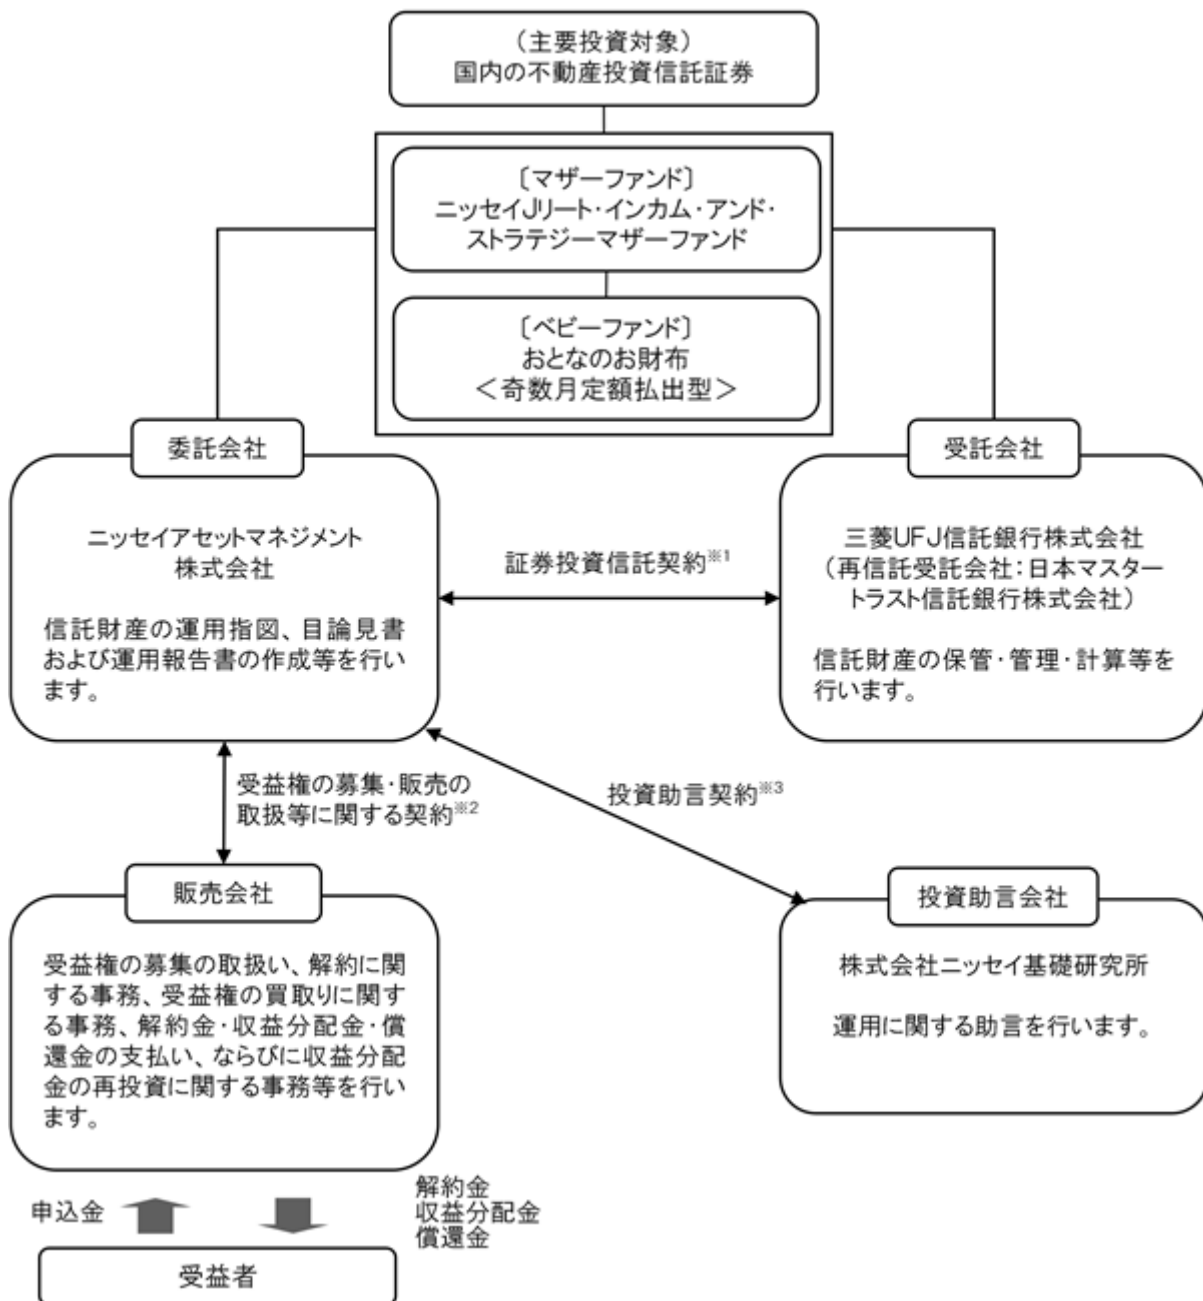 （主要投資対象）
国内の不動産投資信託証券
〔マザーファンド〕
ニッセイJリート・インカム・アンド・
ストラテジーマザーファンド
〔ベビーファンド〕
おとなのお財布
＜奇数月定額払出型＞
委託会社
ニッセイアセットマネジメント
株式会社
信託財産の運用指図、目論見書
および運用報告書の作成等を行い
ます。
証券投資信託契約※1
受託会社
三菱UFJ信託銀行株式会社
（再信託受託会社：日本マスター
トラスト信託銀行株式会社）
信託財産の保管・管理・計算等を
行います。
受益権の募集・販売の
取扱等に関する契約※2
投資助言契約※3
販売会社
受益権の募集の取扱い、解約に関
する事務、受益権の買取りに関す
る事務、解約金・収益分配金・償
還金の支払い、ならびに収益分配
金の再投資に関する事務等を行い
ます。
投資助言会社
株式会社ニッセイ基礎研究所
運用に関する助言を行います。
申込金
解約金
収益分配金
償還金
受益者